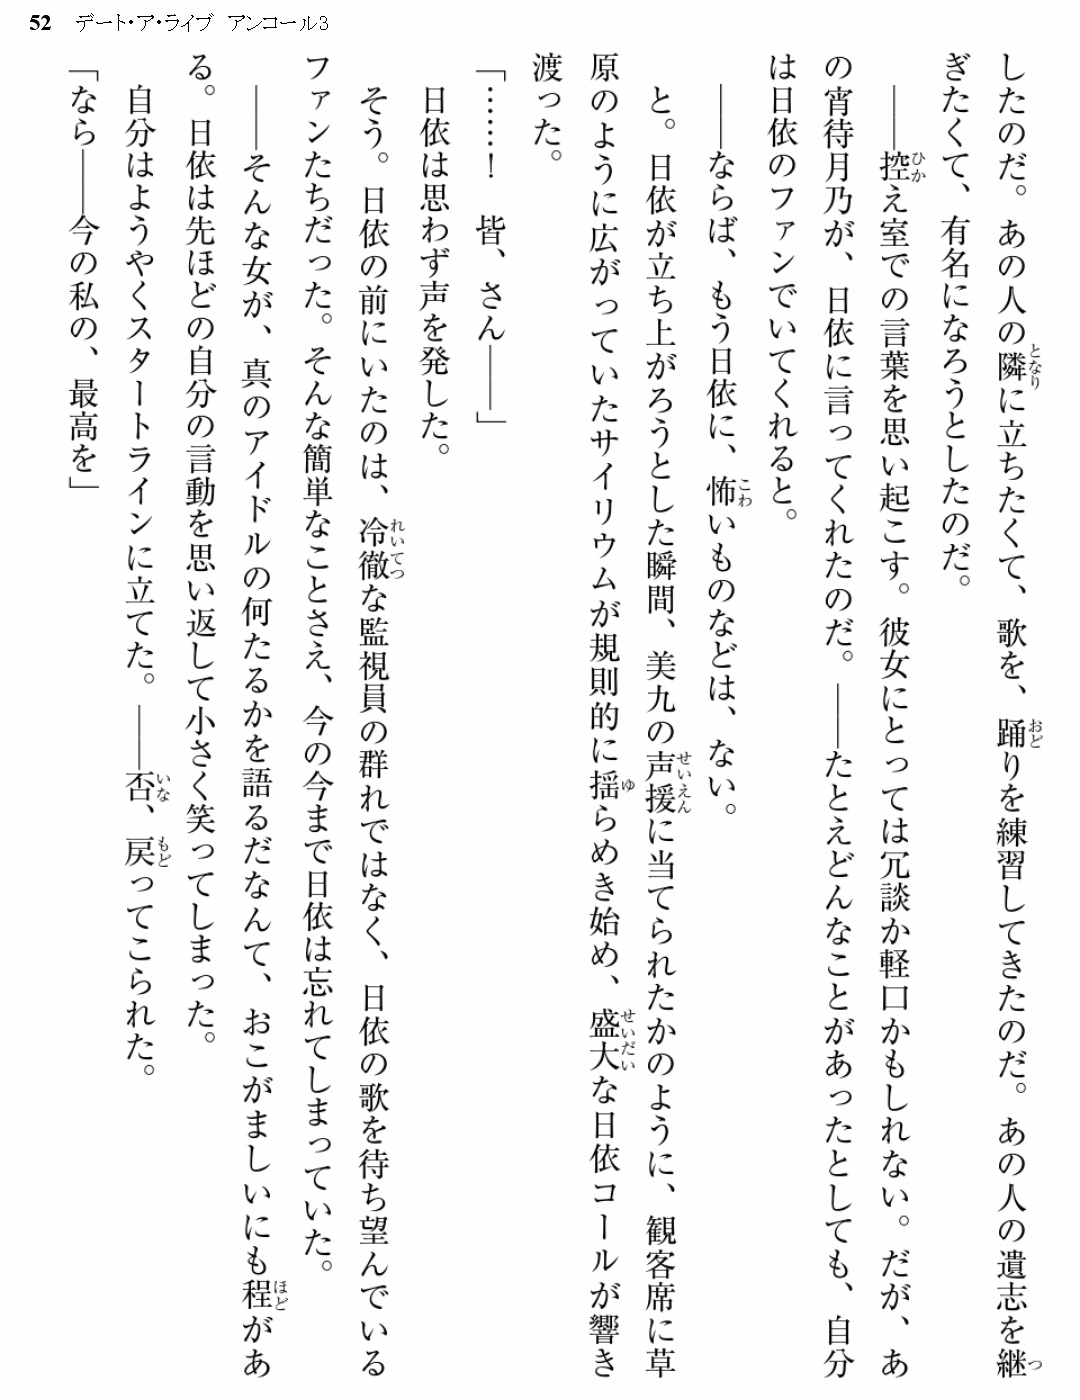 52 デート・ア・ライブ アンコール3
したのだ。あの人の隣に立ちたくて、歌を、踊りを練習してきたのだ。あの人の遺志を継
ぎたくて、有名になろうとしたのだ。
――控え室での言葉を思い起こす。彼女にとっては冗談か軽口かもしれない。だが、あ
の宵待月乃が、日依に言ってくれたのだ。――たとえどんなことがあったとしても、自分
は日依のファンでいてくれると。
――ならば、もう日依に、怖いものなどは、ない。
と。日依が立ち上がろうとした瞬間、美九の声援に当てられたかのように、観客席に草
原のように広がっていたサイリウムが規則的に揺らめき始め、盛大な日依コールが響き
渡った。
「……！　皆、さん――」
日依は思わず声を発した。
そう。日依の前にいたのは、冷徹な監視員の群れではなく、日依の歌を待ち望んでいる
ファンたちだった。そんな簡単なことさえ、今の今まで日依は忘れてしまっていた。
――そんな女が、真のアイドルの何たるかを語るだなんて、おこがましいにも程があ
る。日依は先ほどの自分の言動を思い返して小さく笑ってしまった。
自分はようやくスタートラインに立てた。――否、戻ってこられた。
「なら――今の私の、最高を」